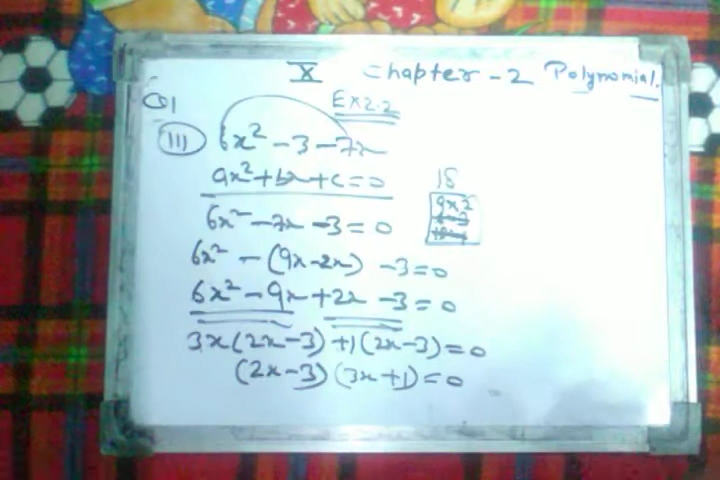 X Chapter-2 Polynomial.
Q1 Ex 2.2
(iii) 6x² - 3 - 7x
ax² + bx + c = 0
6x² - 7x - 3 = 0
6x² - (9x - 2x) - 3 = 0
6x² - 9x + 2x - 3 = 0
3x(2x - 3) + 1(2x - 3) = 0
(2x - 3)(3x + 1) = 0
18
9x2